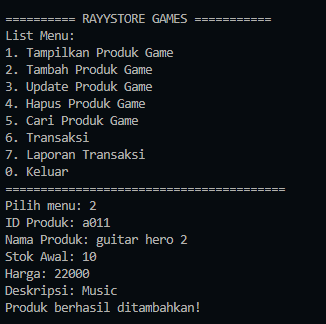 ========== RAYYSTORE GAMES ===========
List Menu:
1. Tampilkan Produk Game
2. Tambah Produk Game
3. Update Produk Game
4. Hapus Produk Game
5. Cari Produk Game
6. Transaksi
7. Laporan Transaksi
0. Keluar
========================================
Pilih menu: 2
ID Produk: a011
Nama Produk: guitar hero 2
Stok Awal: 10
Harga: 22000
Deskripsi: Music
Produk berhasil ditambahkan!